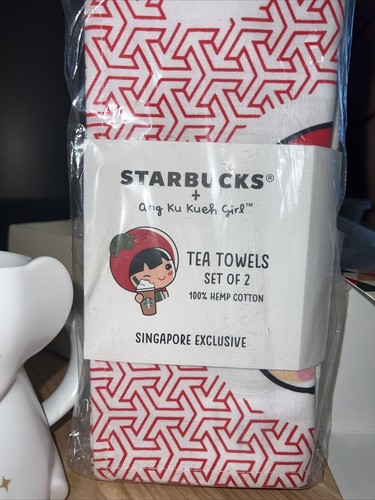 STARBUCKS®
+
Ang Ku Kueh Girl™
TEA TOWELS
SET OF 2
100% HEMP COTTON
SINGAPORE EXCLUSIVE